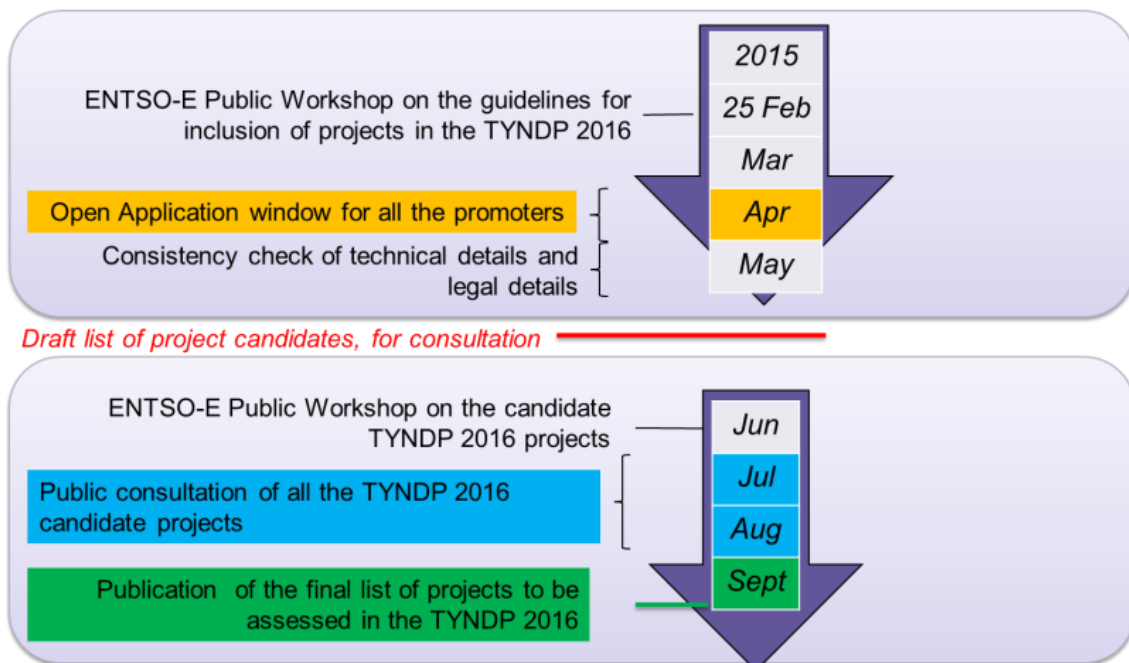 2015
ENTSO-E Public Workshop on the guidelines for
inclusion of projects in the TYNDP 2016
25 Feb
Mar
Open Application window for all the promoters
Apr
Consistency check of technical details and
legal details
May
Draft list of project candidates, for consultation
ENTSO-E Public Workshop on the candidate
TYNDP 2016 projects
Jun
Public consultation of all the TYNDP 2016
candidate projects
Jul
Aug
Publication of the final list of projects to be
assessed in the TYNDP 2016
Sept